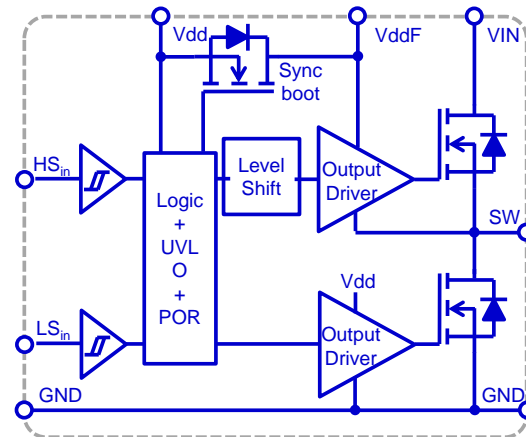 Vdd
VddF
VIN
Sync
boot
HSin
Level
Shift
Output
Driver
Logic
+
UVL
O
+
POR
SW
Vdd
LSin
Output
Driver
GND
GND